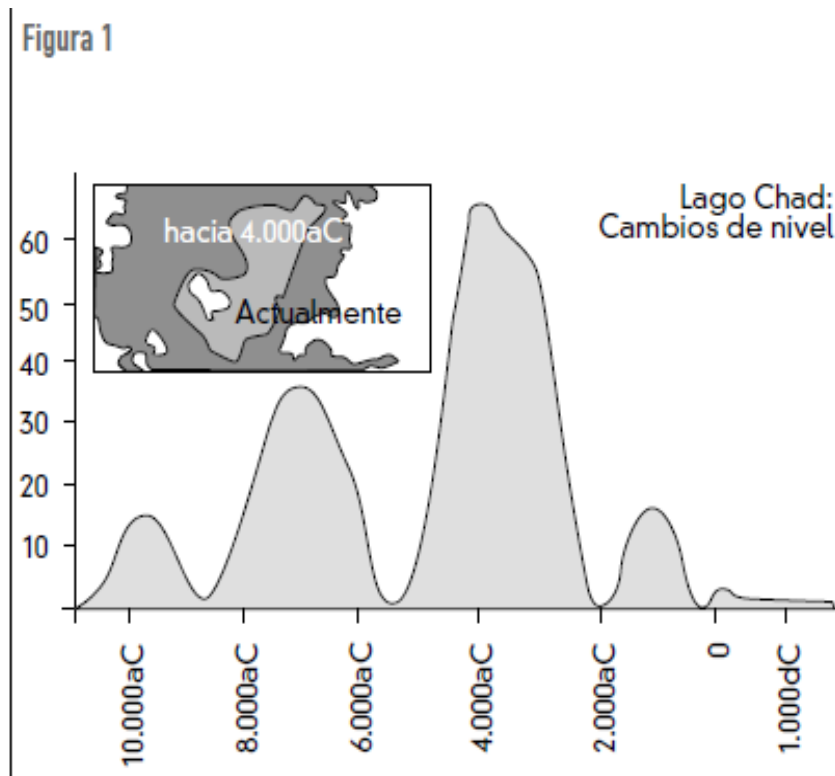 Figura 1
Lago Chad:
Cambios de nivel
hacia 4.000aC
Actualmente
60
50
40
30
20
10
10.000aC
8.000aC
6.000aC
4.000aC
2.000aC
0
1.000dC